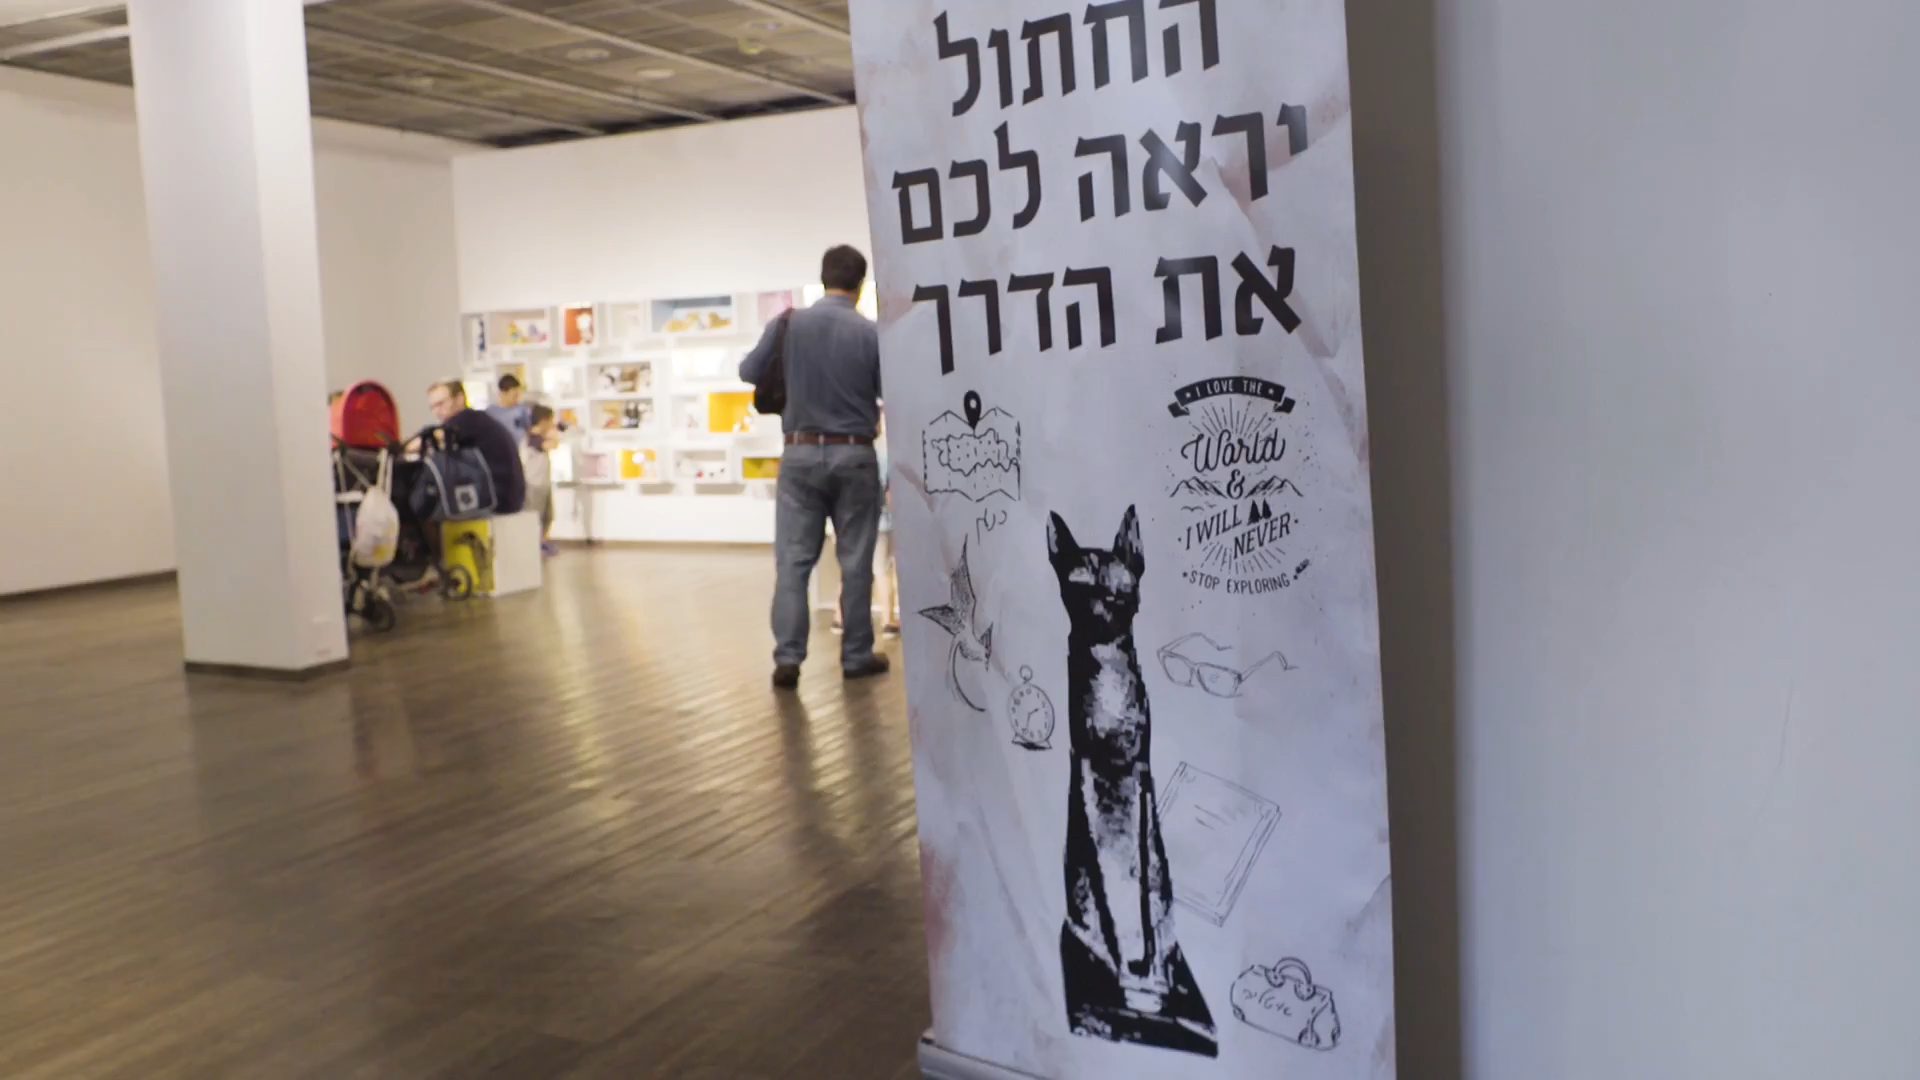 החתול
יראה לכם
את הדרך
I LOVE THE
World
&
I WILL
NEVER
STOP EXPLORING